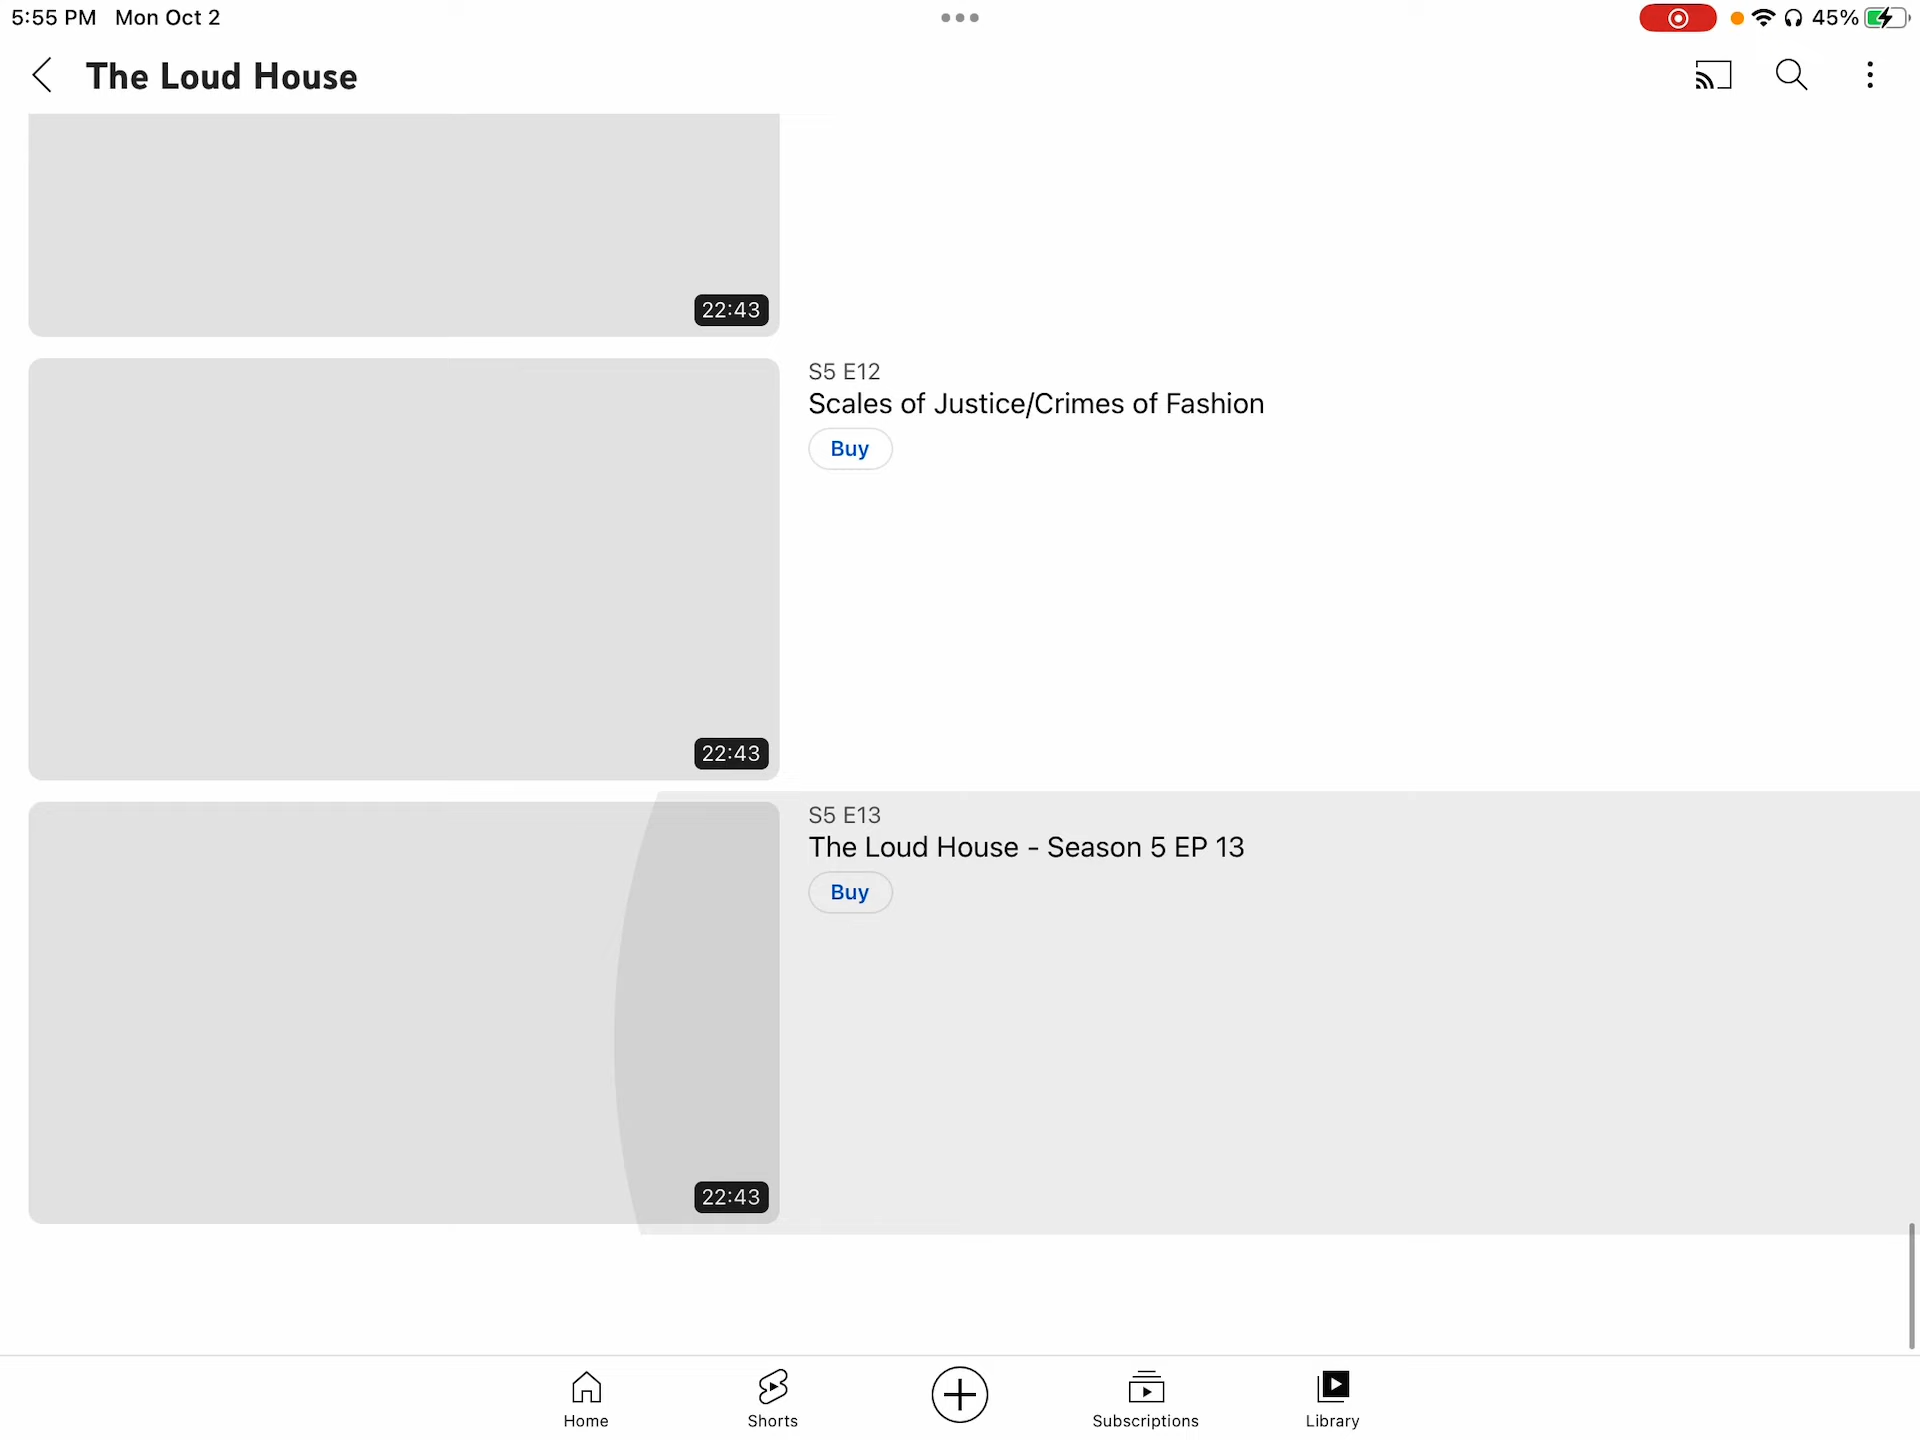 5:55 PM Mon Oct 2
45%
The Loud House
22:43
S5 E12
Scales of Justice/Crimes of Fashion
Buy
22:43
S5 E13
The Loud House - Season 5 EP 13
Buy
22:43
Home
Shorts
Subscriptions
Library